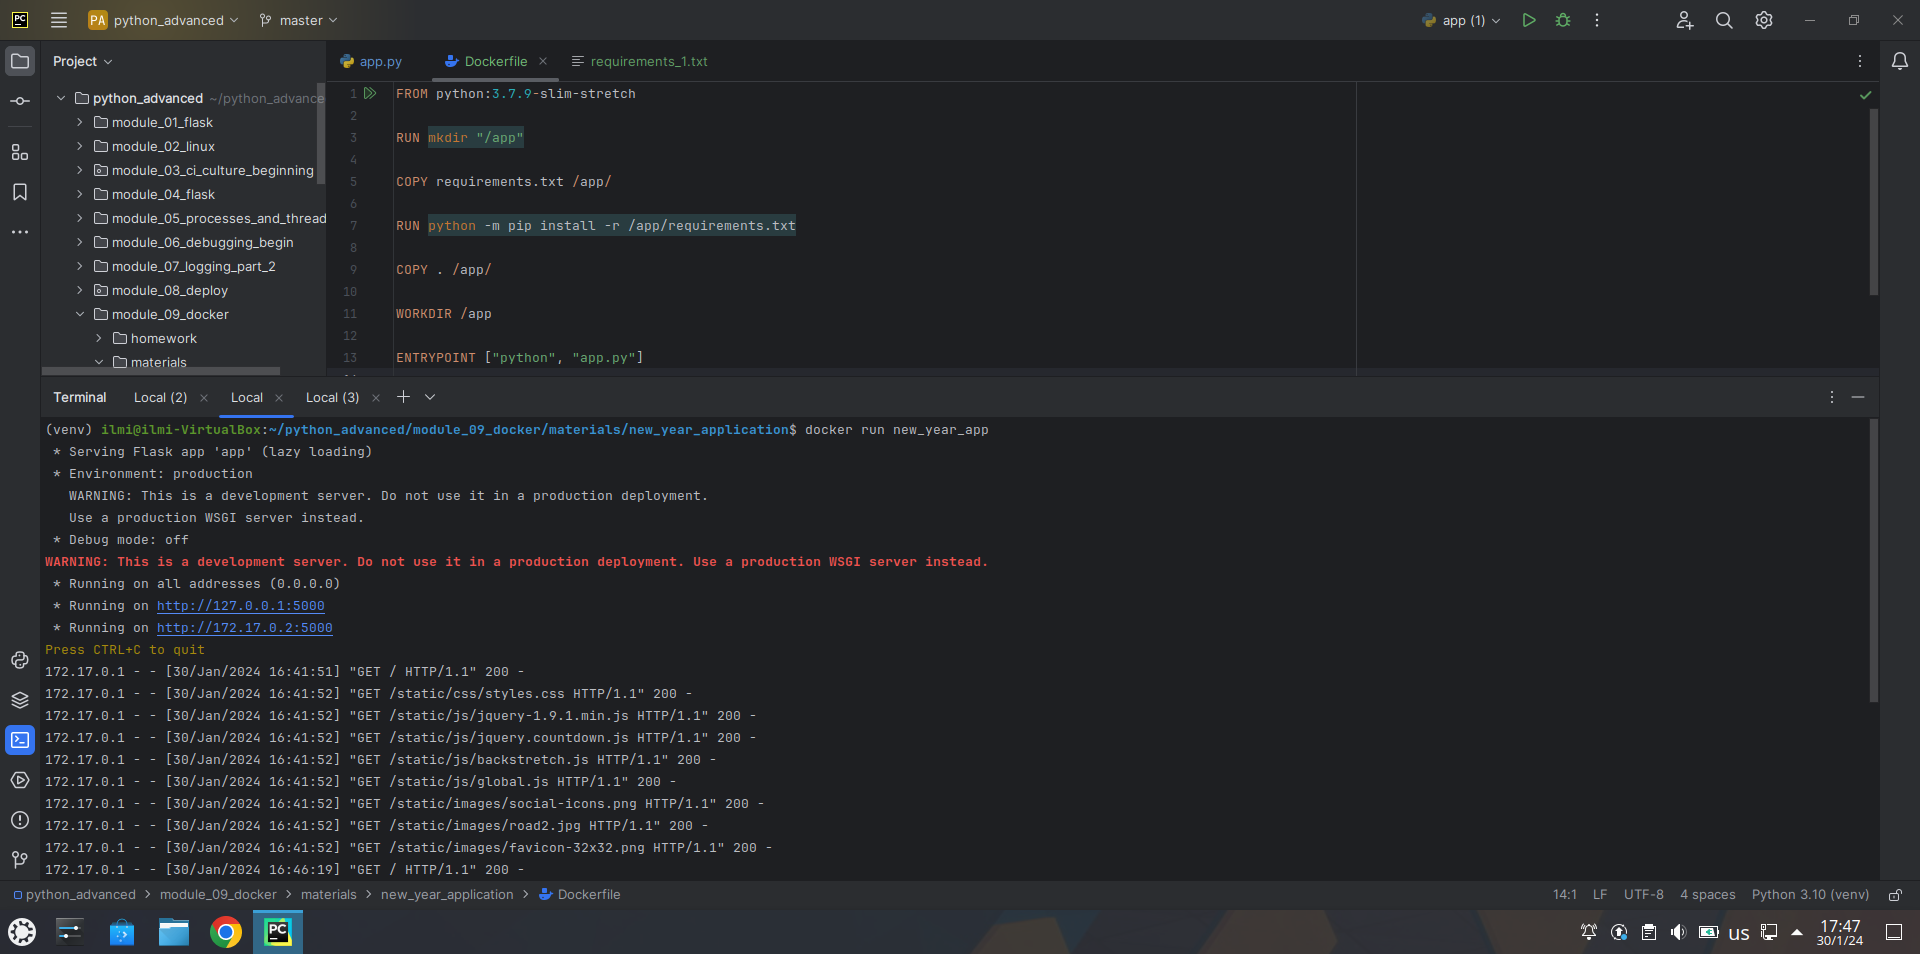 PC
PA python_advanced
master
app (1)
Project
app.py
Dockerfile
requirements_1.txt
python_advanced ~/python_advance
module_01_flask
module_02_linux
module_03_ci_culture_beginning
module_04_flask
module_05_processes_and_thread
module_06_debugging_begin
module_07_logging_part_2
module_08_deploy
module_09_docker
homework
materials
1 FROM python:3.7.9-slim-stretch
2
3 RUN mkdir "/app"
4
5 COPY requirements.txt /app/
6
7 RUN python -m pip install -r /app/requirements.txt
8
9 COPY . /app/
10
11 WORKDIR /app
12
13 ENTRYPOINT ["python", "app.py"]
Terminal
Local (2)
Local
Local (3)
(venv) ilmi@ilmi-VirtualBox:~/python_advanced/module_09_docker/materials/new_year_application$ docker run new_year_app
* Serving Flask app 'app' (lazy loading)
* Environment: production
WARNING: This is a development server. Do not use it in a production deployment.
Use a production WSGI server instead.
* Debug mode: off
WARNING: This is a development server. Do not use it in a production deployment. Use a production WSGI server instead.
* Running on all addresses (0.0.0.0)
* Running on http://127.0.0.1:5000
* Running on http://172.17.0.2:5000
Press CTRL+C to quit
172.17.0.1 - - [30/Jan/2024 16:41:51] "GET / HTTP/1.1" 200 -
172.17.0.1 - - [30/Jan/2024 16:41:52] "GET /static/css/styles.css HTTP/1.1" 200 -
172.17.0.1 - - [30/Jan/2024 16:41:52] "GET /static/js/jquery-1.9.1.min.js HTTP/1.1" 200 -
172.17.0.1 - - [30/Jan/2024 16:41:52] "GET /static/js/jquery.countdown.js HTTP/1.1" 200 -
172.17.0.1 - - [30/Jan/2024 16:41:52] "GET /static/js/backstretch.js HTTP/1.1" 200 -
172.17.0.1 - - [30/Jan/2024 16:41:52] "GET /static/js/global.js HTTP/1.1" 200 -
172.17.0.1 - - [30/Jan/2024 16:41:52] "GET /static/images/social-icons.png HTTP/1.1" 200 -
172.17.0.1 - - [30/Jan/2024 16:41:52] "GET /static/images/road2.jpg HTTP/1.1" 200 -
172.17.0.1 - - [30/Jan/2024 16:41:52] "GET /static/images/favicon-32x32.png HTTP/1.1" 200 -
172.17.0.1 - - [30/Jan/2024 16:46:19] "GET / HTTP/1.1" 200 -
python_advanced > module_09_docker > materials > new_year_application > Dockerfile
14:1 LF UTF-8 4 spaces Python 3.10 (venv)
PC
us
17:47
30/1/24